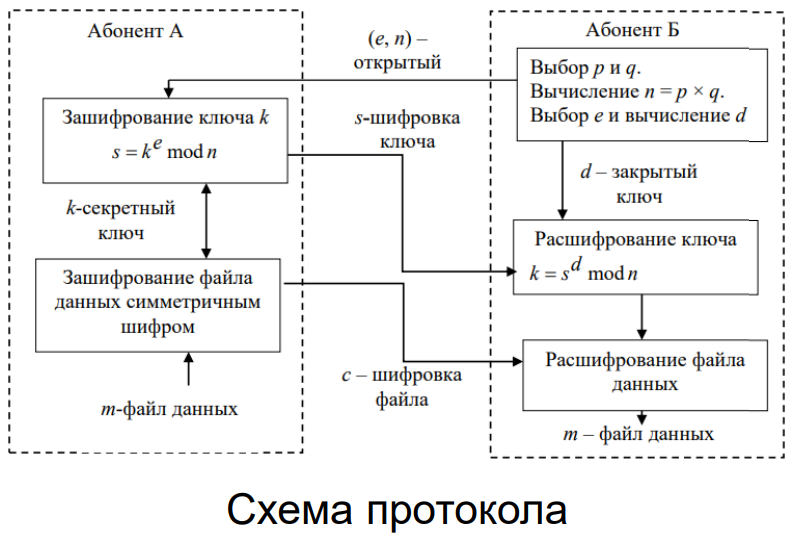 Абонент А
(e, n) –
открытый
Абонент Б
Выбор p и q.
Вычисление n = p × q.
Выбор e и вычисление d
Зашифрование ключа k
s = k^e mod n
s-шифровка
ключа
d – закрытый
ключ
k-секретный
ключ
Расшифрование ключа
k = s^d mod n
Зашифрование файла
данных симметричным
шифром
c – шифровка
файла
Расшифрование файла
данных
m-файл данных
m – файл данных
Схема протокола